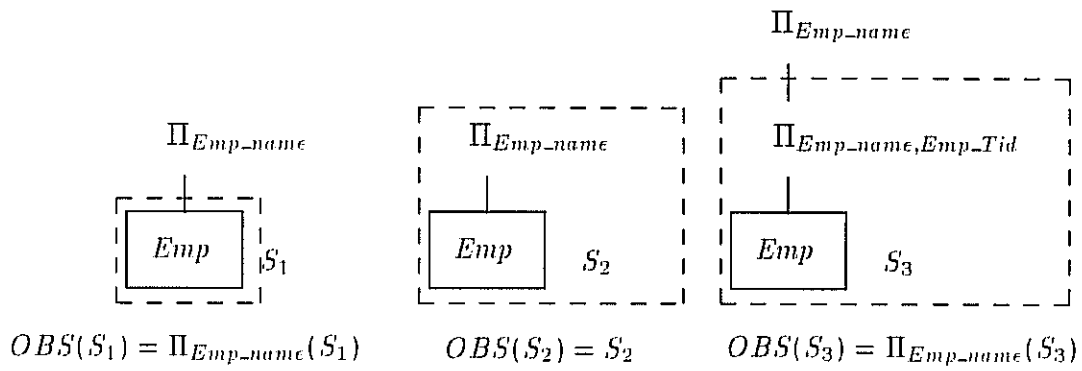 Π_{Emp_name}
Π_{Emp_name}
Π_{Emp_name}
Π_{Emp_name,Emp_Tid}
Emp
S_1
Emp
S_2
Emp
S_3
OBS(S_1) = Π_{Emp_name}(S_1)
OBS(S_2) = S_2
OBS(S_3) = Π_{Emp_name}(S_3)